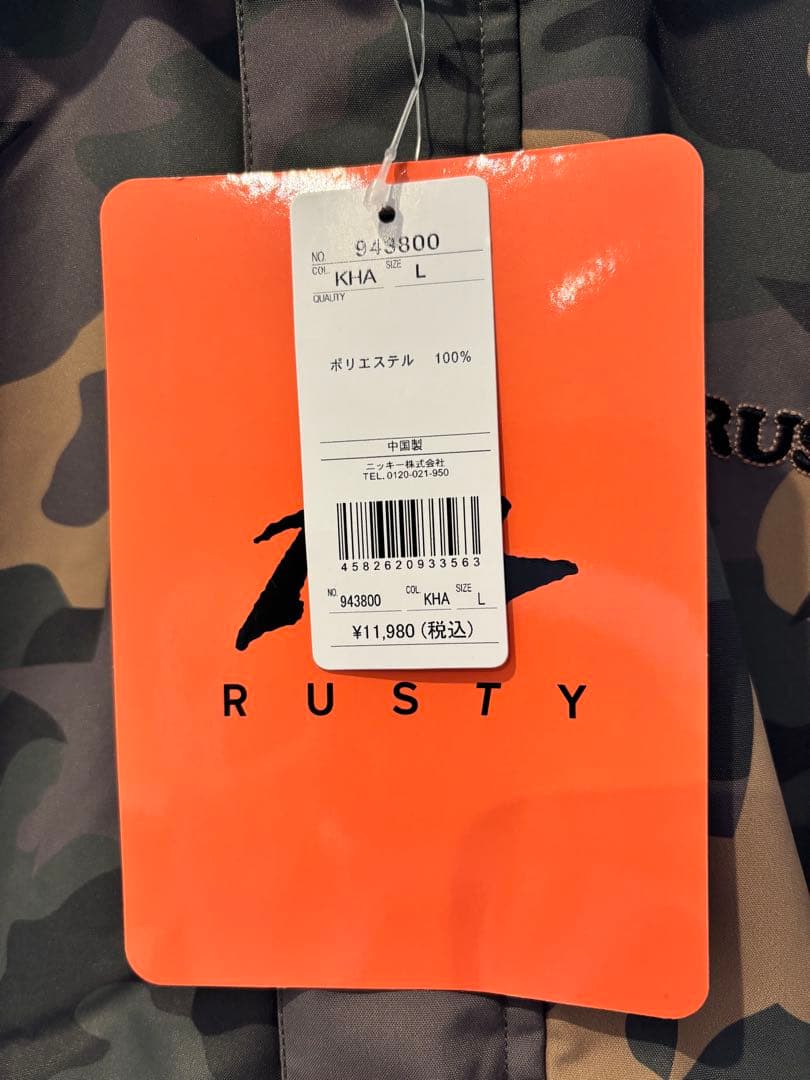 NO. 943800
COL. KHA SIZE L
QUALITY
ポリエステル 100%
中国製
ニッキー株式会社
TEL. 0120-021-950
4582620933563
NO. 943800 COL. KHA SIZE L
¥11,980(税込)
RUSTY
RUS